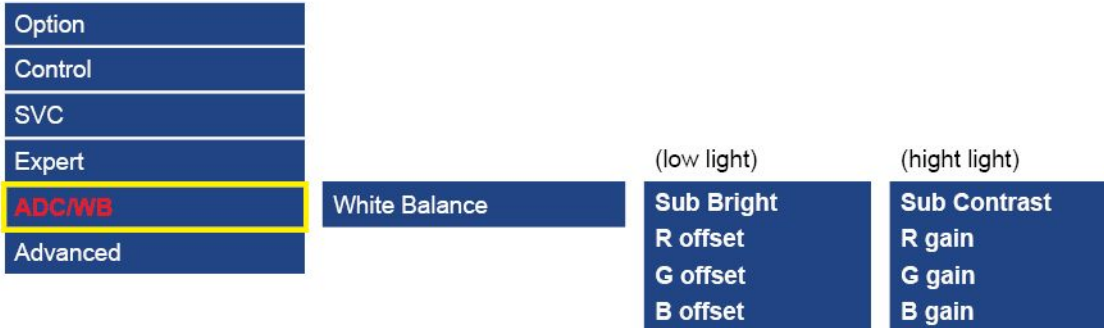 Option
Control
SVC
Expert
ADC/WB
Advanced
White Balance
(low light)
Sub Bright
R offset
G offset
B offset
(hight light)
Sub Contrast
R gain
G gain
B gain